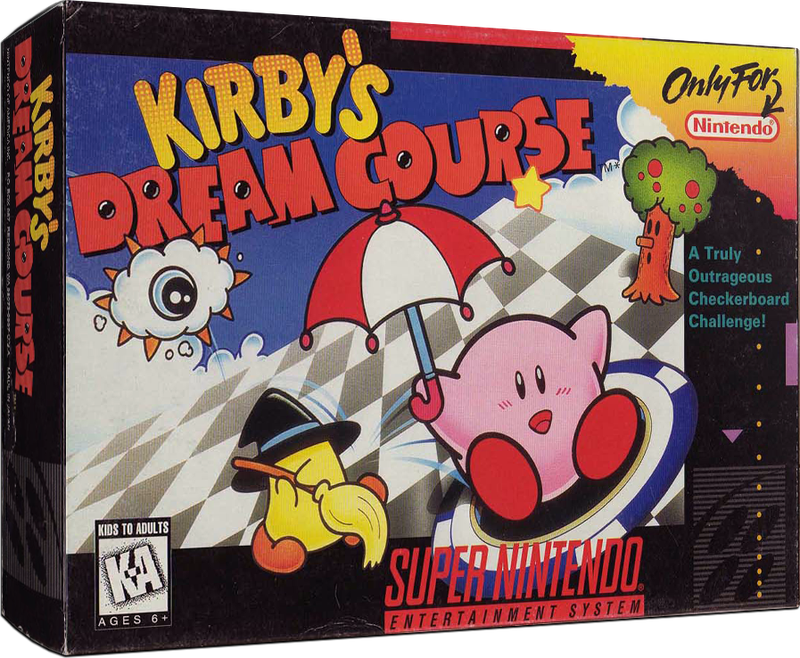 KIRBY'S
DREAM COURSE
TM*
Only For
Nintendo®
A Truly
Outrageous
Checkerboard
Challenge!
KIDS TO ADULTS
K-A
AGES 6+
SUPER NINTENDO
ENTERTAINMENT SYSTEM
KIRBY'S
DREAM COURSE